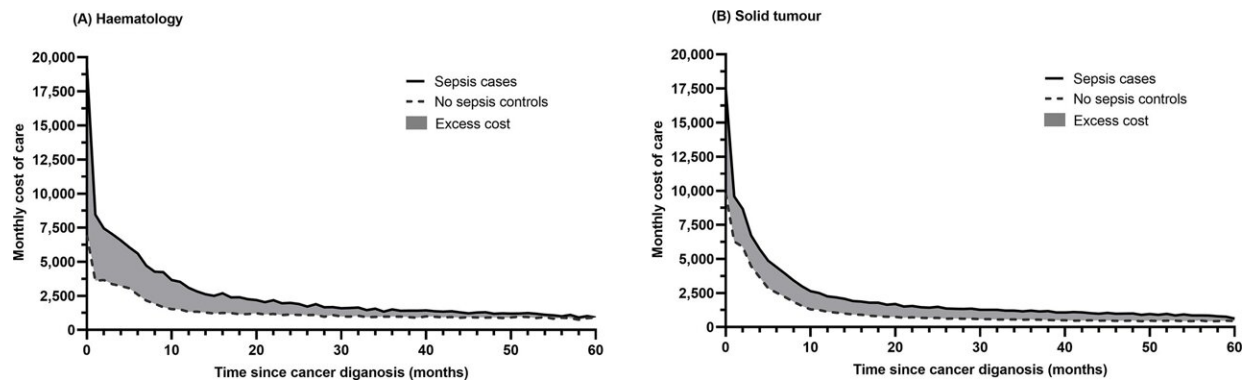 (A) Haematology
20,000
17,500
15,000
12,500
10,000
7,500
5,000
2,500
0
Monthly cost of care
Sepsis cases
No sepsis controls
Excess cost
0 10 20 30 40 50 60
Time since cancer diganosis (months)
(B) Solid tumour
20,000
17,500
15,000
12,500
10,000
7,500
5,000
2,500
0
Monthly cost of care
Sepsis cases
No sepsis controls
Excess cost
0 10 20 30 40 50 60
Time since cancer diganosis (months)